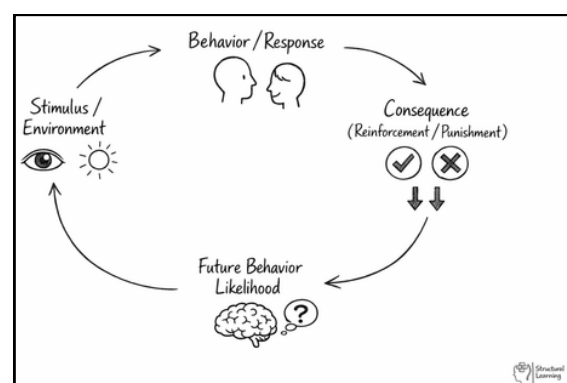 Behavior / Response
Stimulus /
Environment
Consequence
(Reinforcement / Punishment)
Future Behavior
Likelihood
?
Structural
Learning